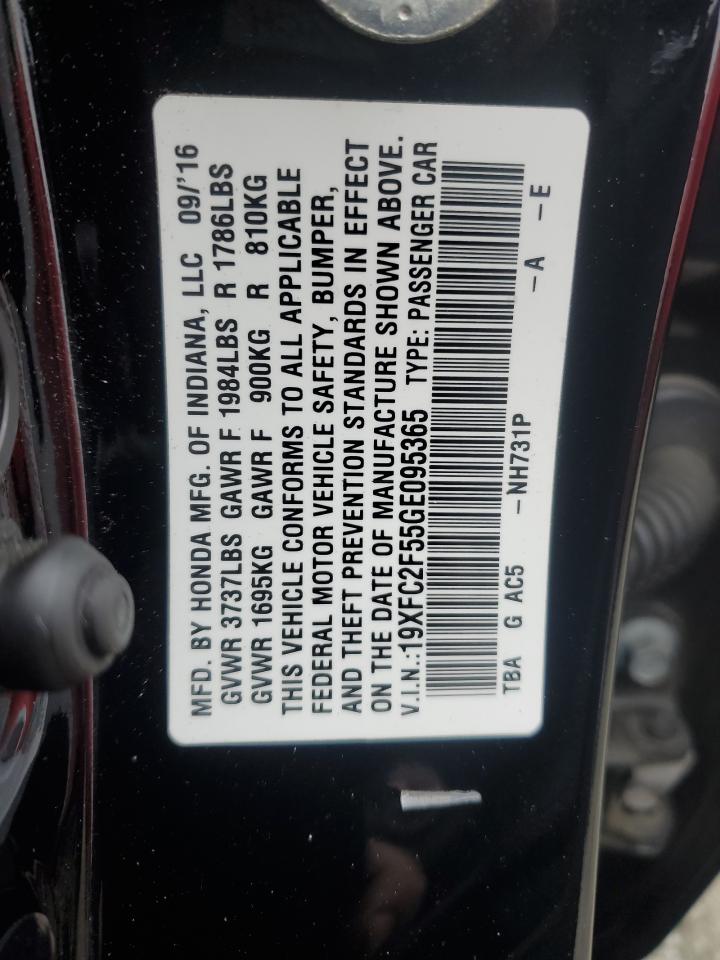 MFD. BY HONDA MFG. OF INDIANA, LLC 09/'16
GVWR 3737LBS GAWR F 1984LBS R 1786LBS
GVWR 1695KG GAWR F 900KG R 810KG
THIS VEHICLE CONFORMS TO ALL APPLICABLE
FEDERAL MOTOR VEHICLE SAFETY, BUMPER,
AND THEFT PREVENTION STANDARDS IN EFFECT
ON THE DATE OF MANUFACTURE SHOWN ABOVE.
V.I.N.:19XFC2F55GE095365 TYPE: PASSENGER CAR
TBA G AC5 -NH731P -A -E